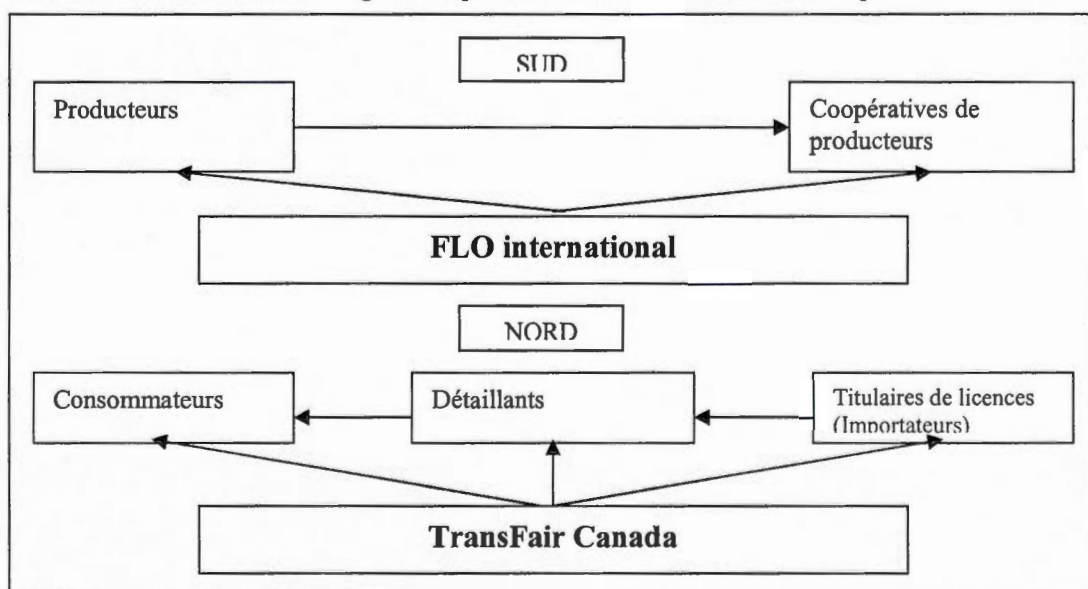 SUD
Producteurs
Coopératives de
producteurs
FLO international
NORD
Consommateurs
Détaillants
Titulaires de licences
(Importateurs)
TransFair Canada